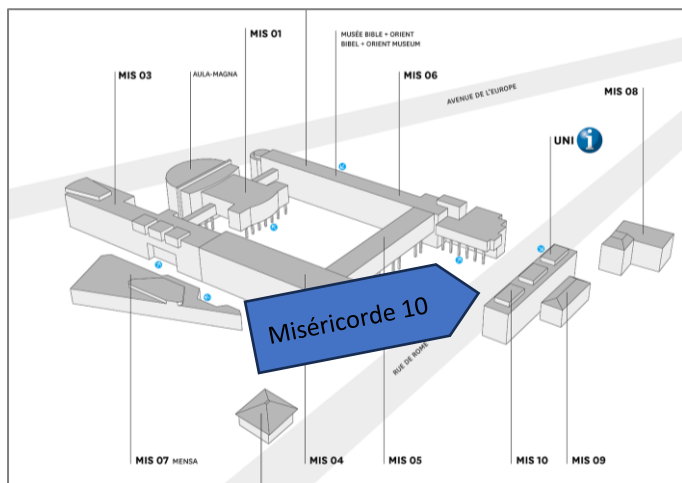 MIS 01
MUSÉE BIBLE + ORIENT
BIBEL + ORIENT MUSEUM
MIS 03
AULA-MAGNA
MIS 06
AVENUE DE L'EUROPE
MIS 08
UNI i
Miséricorde 10
RUE DE ROME
MIS 07 MENSA
MIS 04
MIS 05
MIS 10
MIS 09